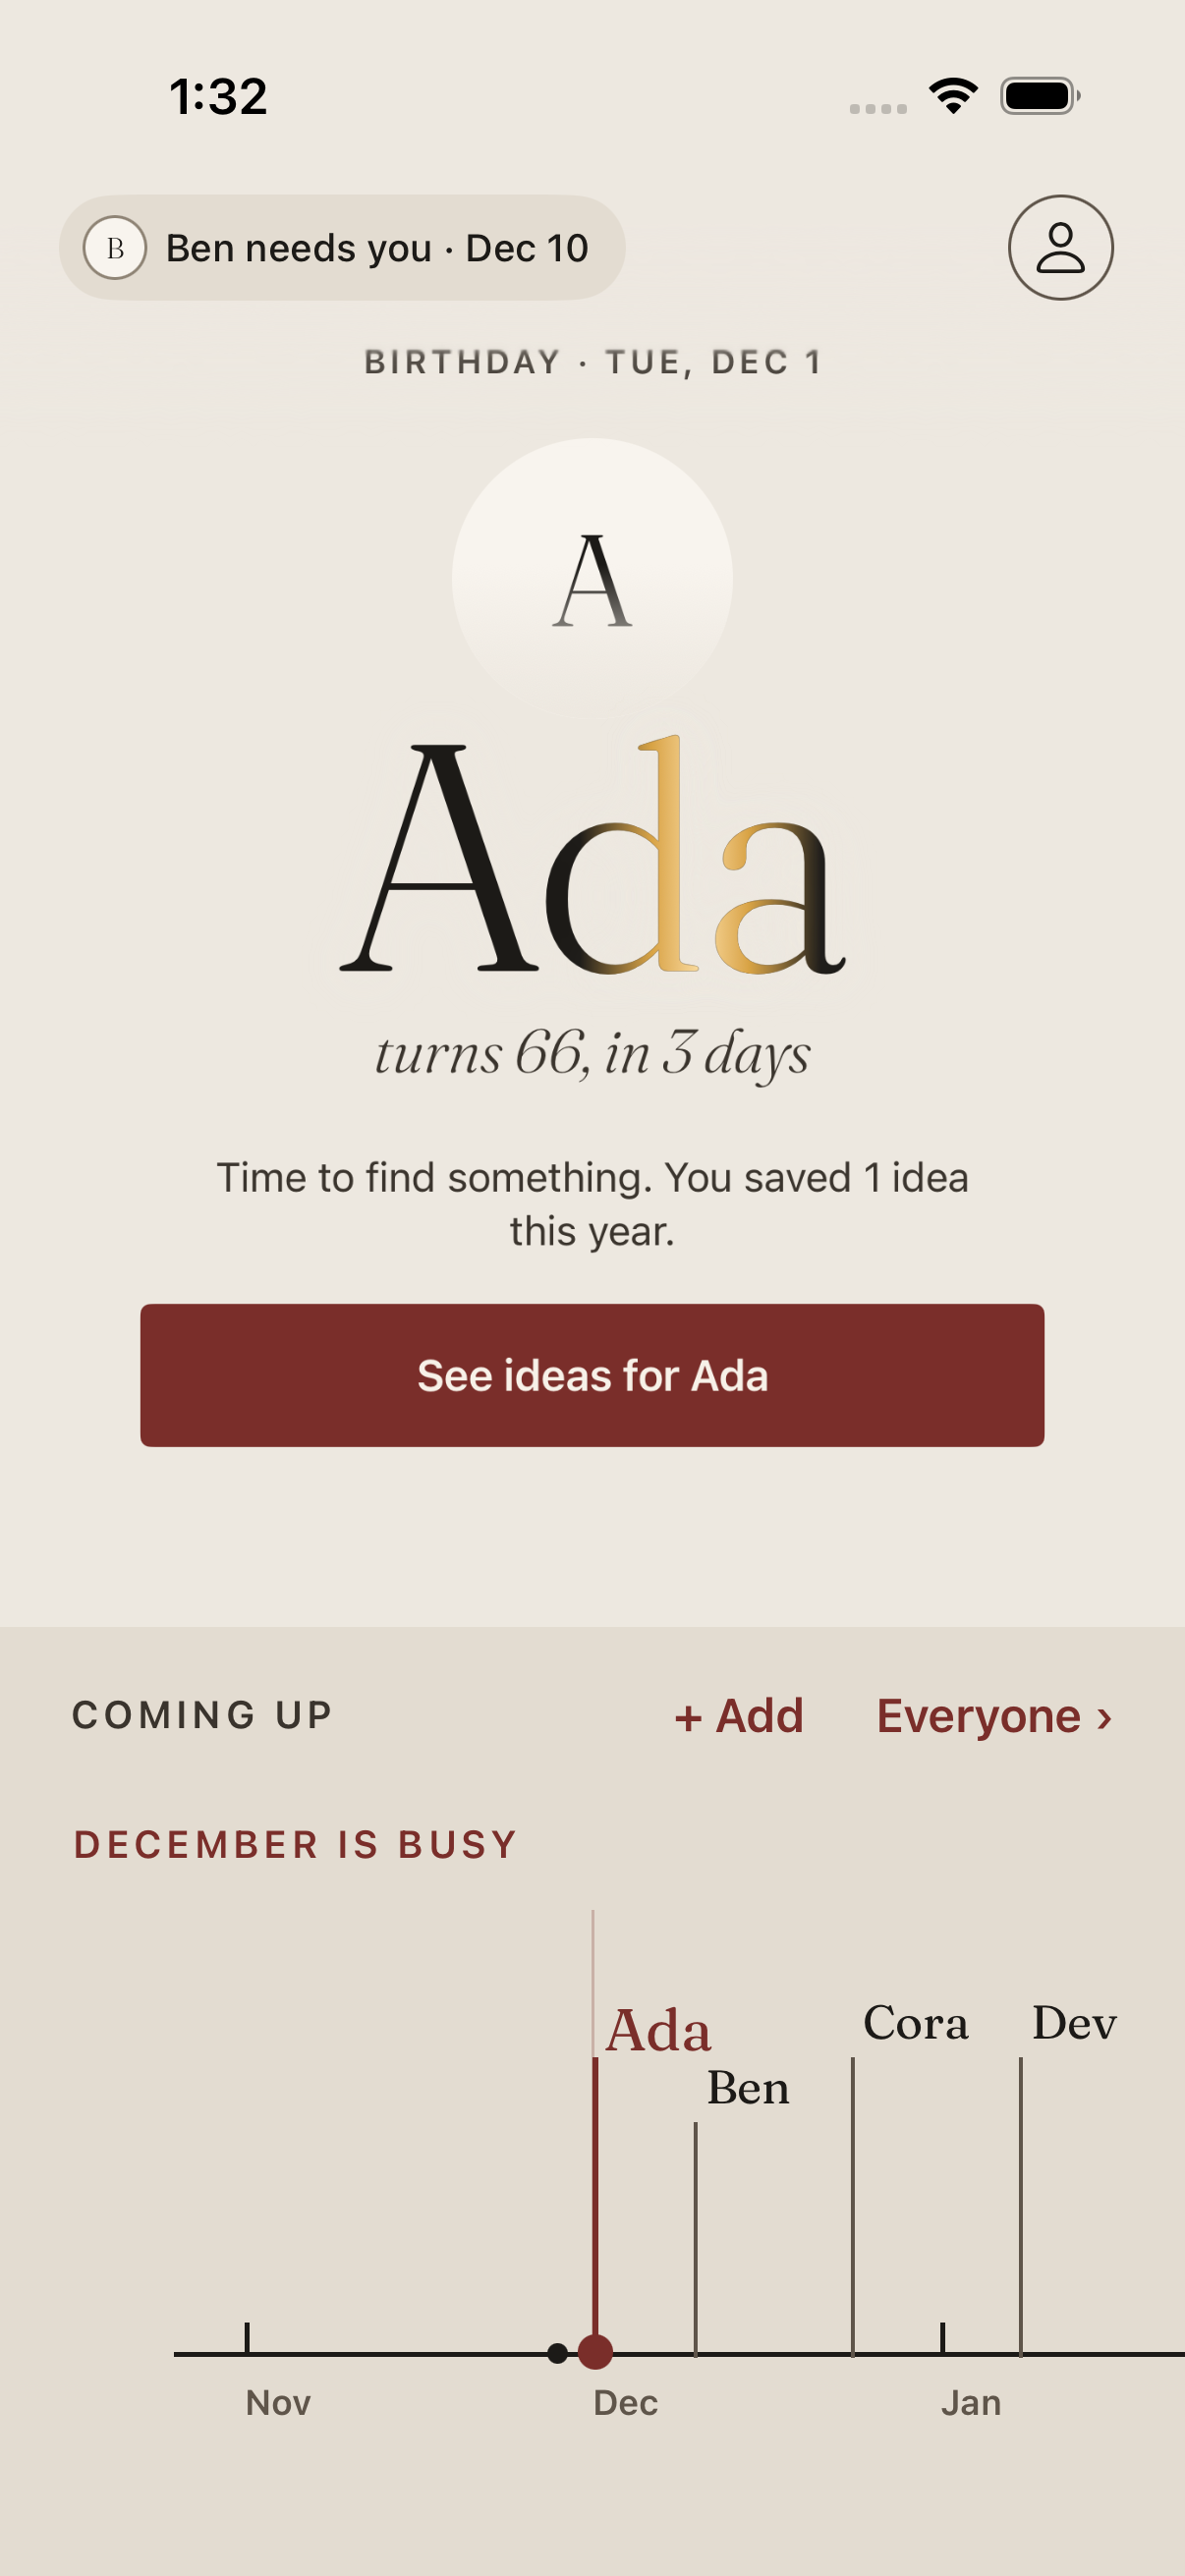 1:32
B Ben needs you · Dec 10
BIRTHDAY · TUE, DEC 1
A
Ada
turns 66, in 3 days
Time to find something. You saved 1 idea
this year.
See ideas for Ada
COMING UP + Add Everyone ›
DECEMBER IS BUSY
Ada Cora Dev
Ben
Nov Dec Jan